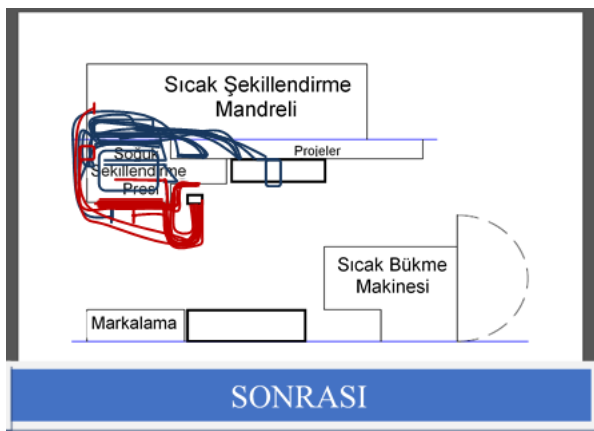 Sıcak Şekillendirme
Mandreli
Projeler
Soğuk
Şekillendirme
Presi
Sıcak Bükme
Makinesi
Markalama
SONRASI